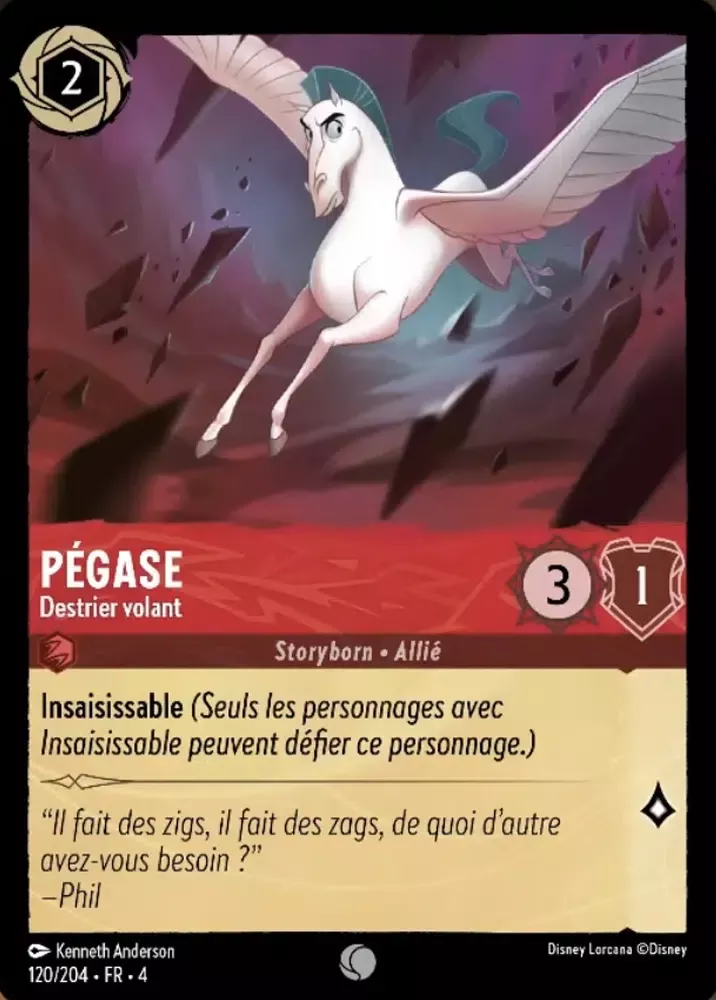 2
PÉGASE
Destrier volant
3
1
Storyborn • Allié
Insaisissable (Seuls les personnages avec
Insaisissable peuvent défier ce personnage.)
“Il fait des zigs, il fait des zags, de quoi d’autre
avez-vous besoin ?”
–Phil
Kenneth Anderson
Disney Lorcana ©Disney
120/204 • FR • 4